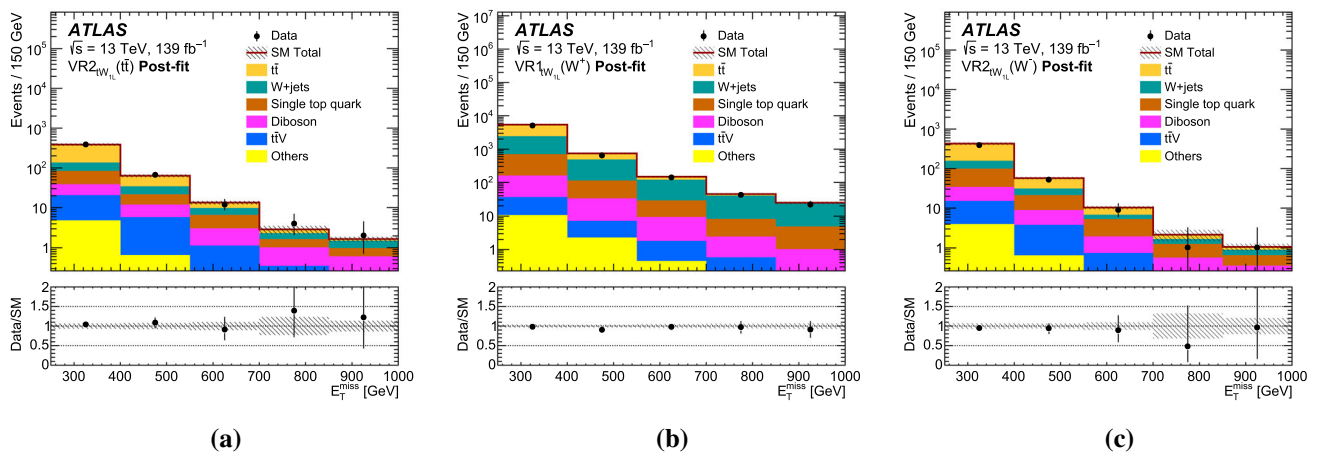 ATLAS
√s = 13 TeV, 139 fb⁻¹
VR2tW1L(tt̄) Post-fit
Data
SM Total
tt̄
W+jets
Single top quark
Diboson
tt̄V
Others
Events / 150 GeV
10⁵
10⁴
10³
10²
10
1
Data/SM
2
1.5
1
0.5
0
300 400 500 600 700 800 900 1000
E_T^miss [GeV]
(a)
ATLAS
√s = 13 TeV, 139 fb⁻¹
VR1tW1L(W⁺) Post-fit
Data
SM Total
tt̄
W+jets
Single top quark
Diboson
tt̄V
Others
Events / 150 GeV
10⁷
10⁶
10⁵
10⁴
10³
10²
10
1
Data/SM
2
1.5
1
0.5
0
300 400 500 600 700 800 900 1000
E_T^miss [GeV]
(b)
ATLAS
√s = 13 TeV, 139 fb⁻¹
VR2tW1L(W⁻) Post-fit
Data
SM Total
tt̄
W+jets
Single top quark
Diboson
tt̄V
Others
Events / 150 GeV
10⁵
10⁴
10³
10²
10
1
Data/SM
2
1.5
1
0.5
0
300 400 500 600 700 800 900 1000
E_T^miss [GeV]
(c)